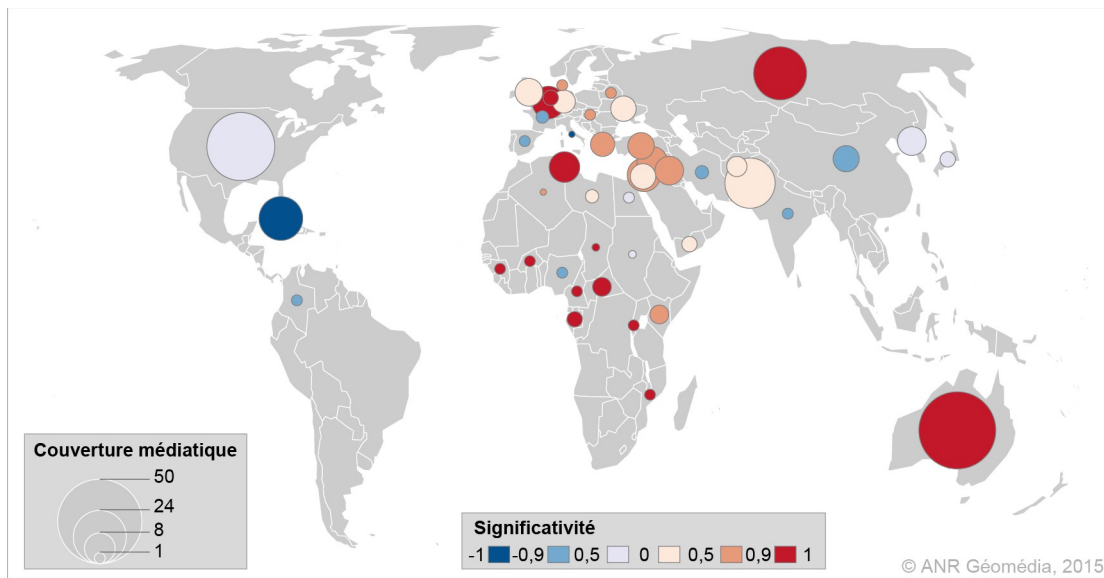 Couverture médiatique
50
24
8
1
Significativité
-1 -0,9 0,5 0 0,5 0,9 1
© ANR Géomédia, 2015